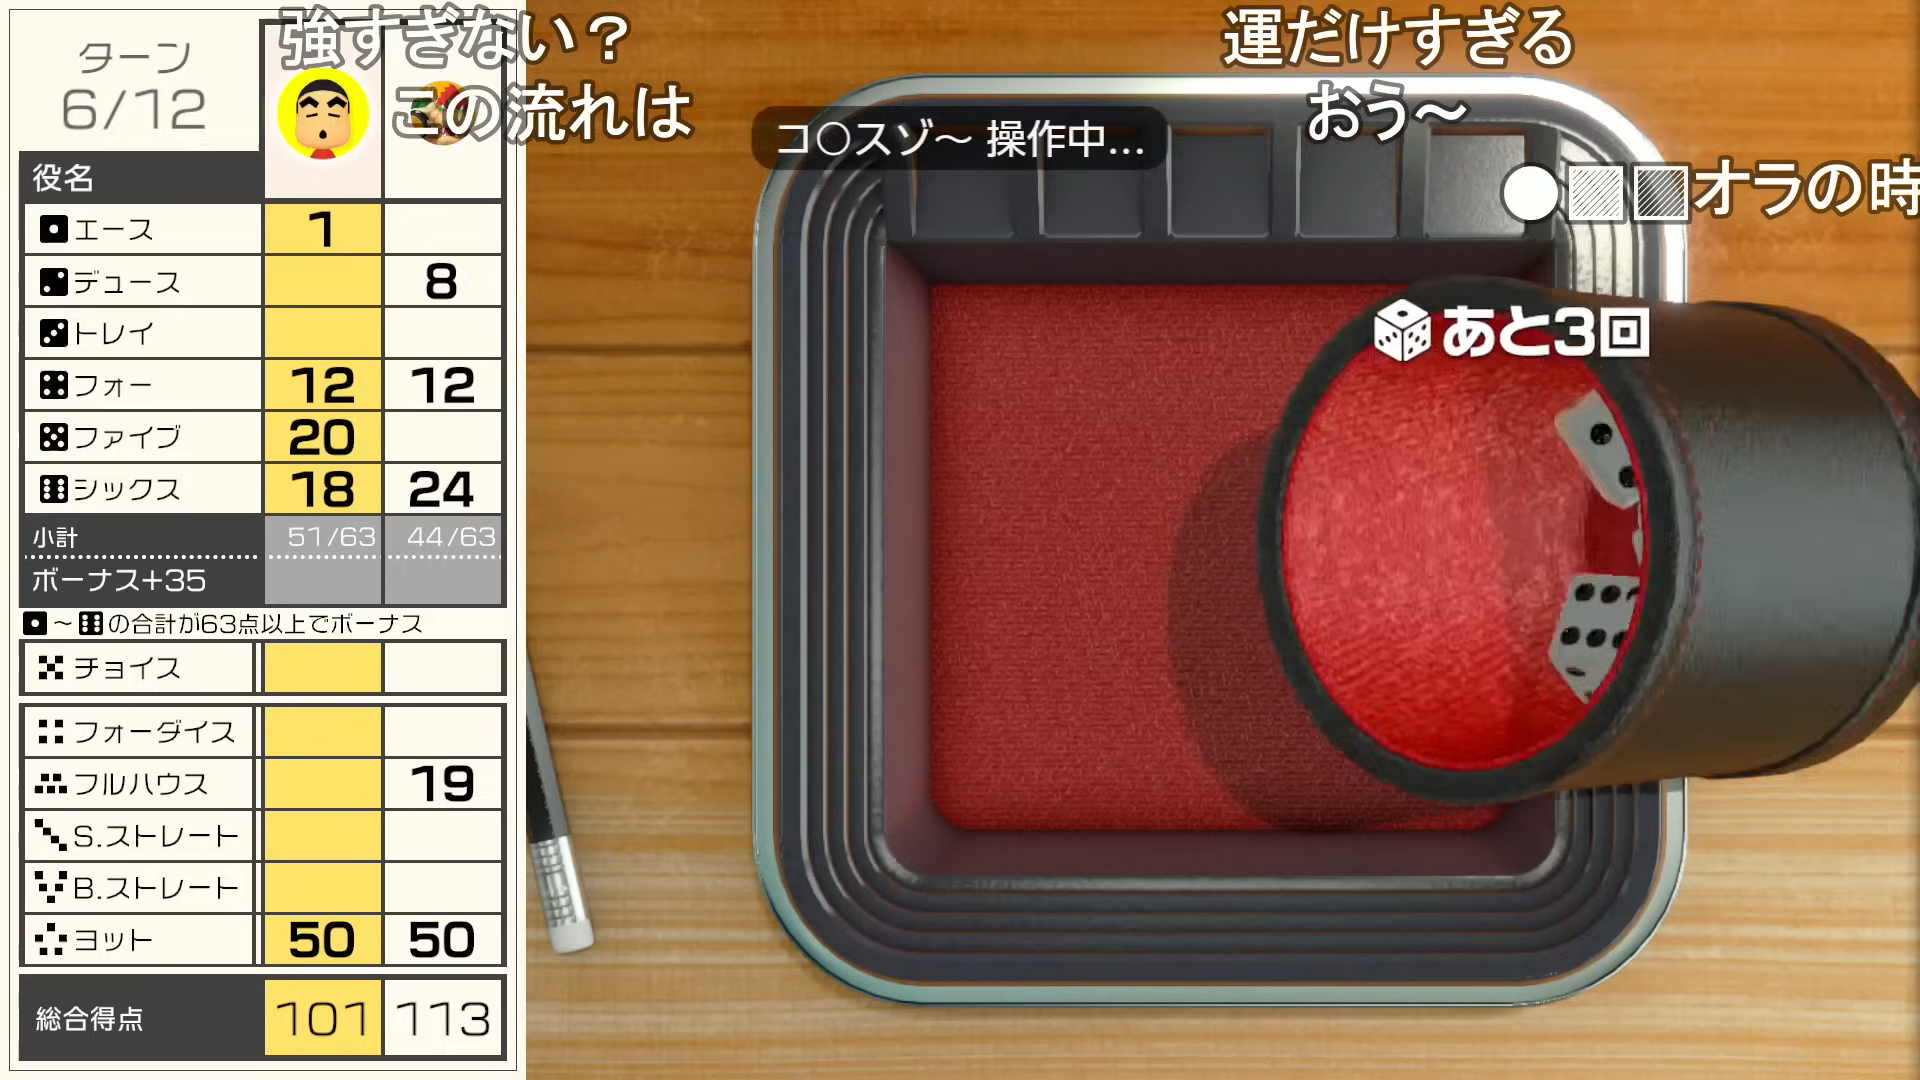 強すぎない？
運だけすぎる
この流れは
おう～
オラの時
ターン
6/12
コ○スゾ～ 操作中...
あと3回
役名
エース 1
デュース 8
トレイ
フォー 12 12
ファイブ 20
シックス 18 24
小計 51/63 44/63
ボーナス+35
～の合計が63点以上でボーナス
チョイス
フォーダイス
フルハウス 19
S.ストレート
B.ストレート
ヨット 50 50
総合得点 101 113